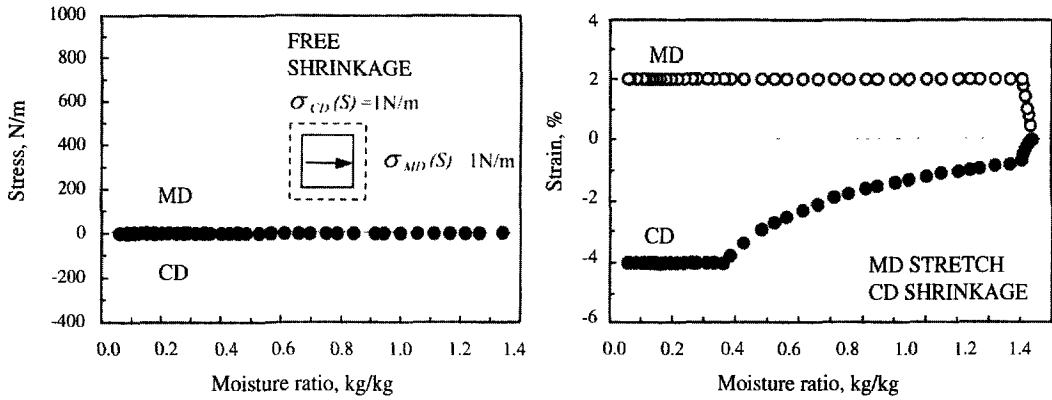 1000
800
600
400
200
0
-200
-400
Stress, N/m
FREE
SHRINKAGE
σCD(S) =1N/m
σMD(S) 1N/m
MD
CD
0.0 0.2 0.4 0.6 0.8 1.0 1.2 1.4
Moisture ratio, kg/kg
4
2
0
-2
-4
-6
Strain, %
MD
CD
MD STRETCH
CD SHRINKAGE
0.0 0.2 0.4 0.6 0.8 1.0 1.2 1.4
Moisture ratio, kg/kg